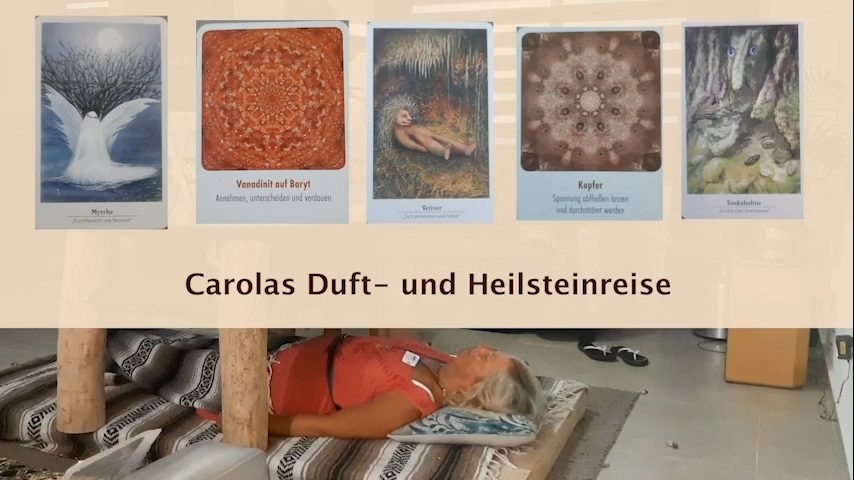 Myrrhe
Vanadinit auf Baryt
Annehmen, unterscheiden und verdauen
Vetiver
Kupfer
Spannung abfließen lassen
und durchströmt werden
Tonkabohne
Carolas Duft- und Heilsteinreise